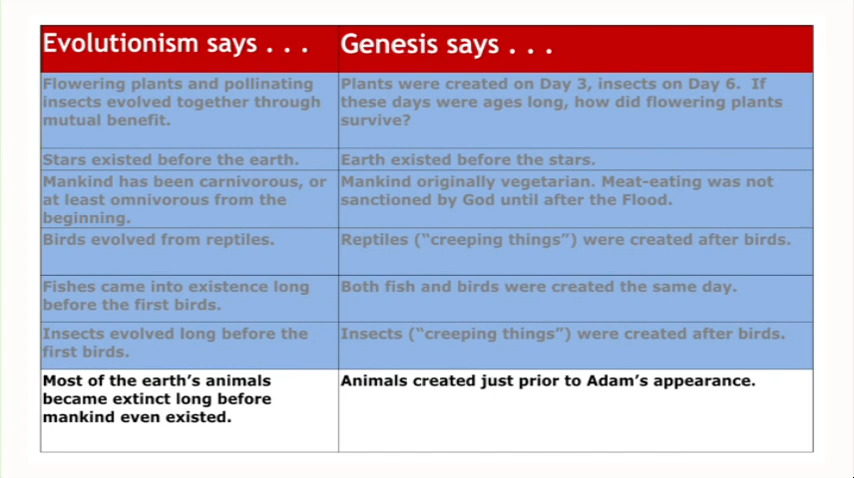 Evolutionism says . . .
Genesis says . . .
Flowering plants and pollinating
insects evolved together through
mutual benefit.
Plants were created on Day 3, insects on Day 6.  If
these days were ages long, how did flowering plants
survive?
Stars existed before the earth.
Earth existed before the stars.
Mankind has been carnivorous, or
at least omnivorous from the
beginning.
Mankind originally vegetarian. Meat-eating was not
sanctioned by God until after the Flood.
Birds evolved from reptiles.
Reptiles (“creeping things”) were created after birds.
Fishes came into existence long
before the first birds.
Both fish and birds were created the same day.
Insects evolved long before the
first birds.
Insects (“creeping things”) were created after birds.
Most of the earth’s animals
became extinct long before
mankind even existed.
Animals created just prior to Adam’s appearance.